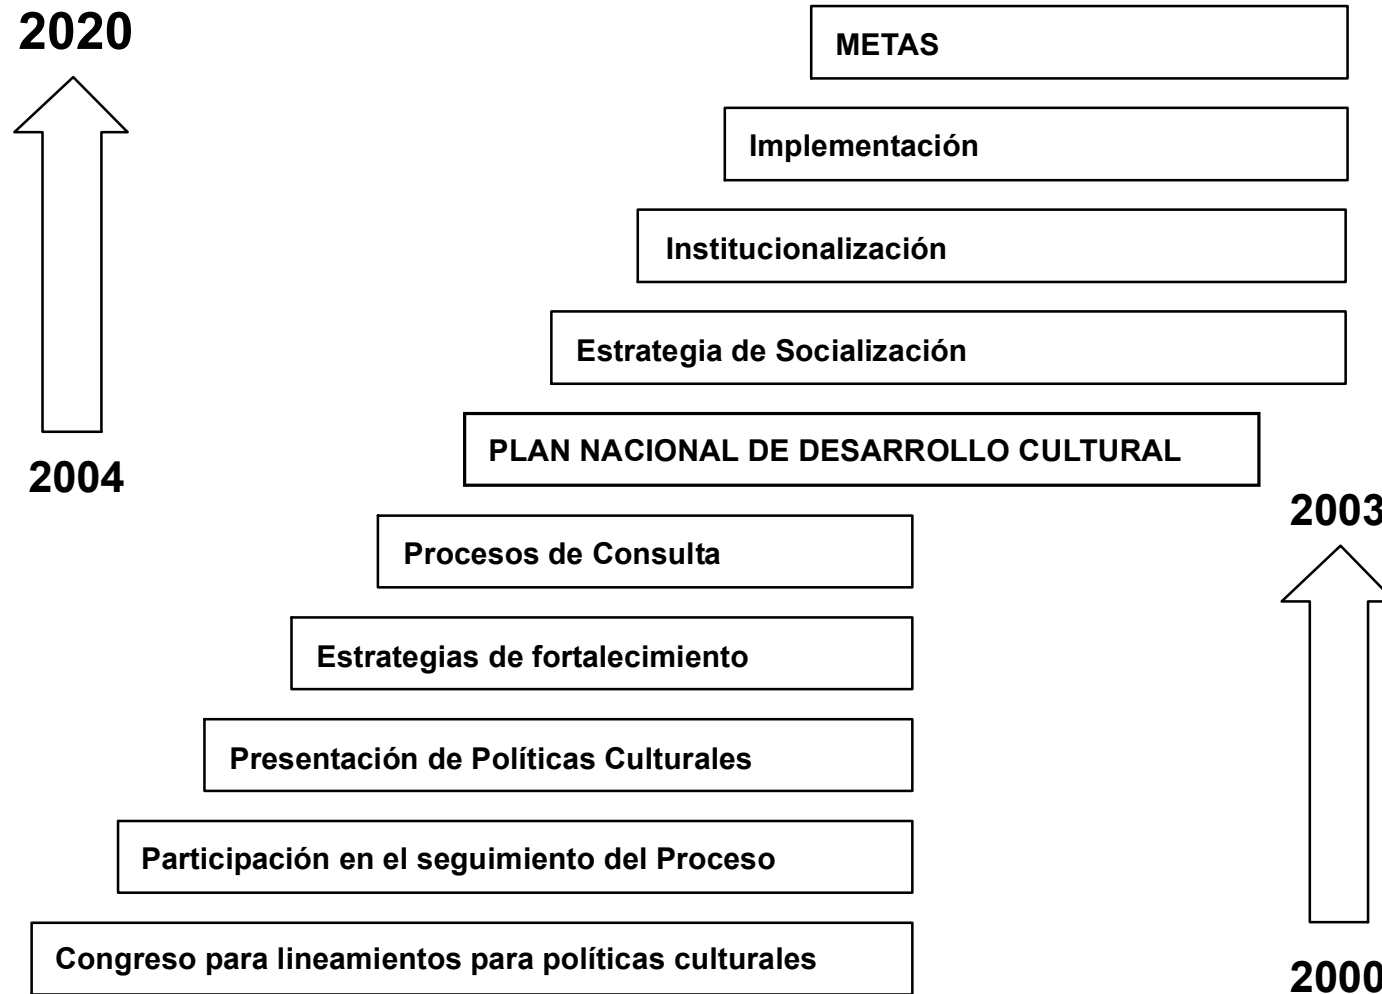 2020
METAS
Implementación
Institucionalización
Estrategia de Socialización
PLAN NACIONAL DE DESARROLLO CULTURAL
2004
2003
Procesos de Consulta
Estrategias de fortalecimiento
Presentación de Políticas Culturales
Participación en el seguimiento del Proceso
Congreso para lineamientos para políticas culturales
2000